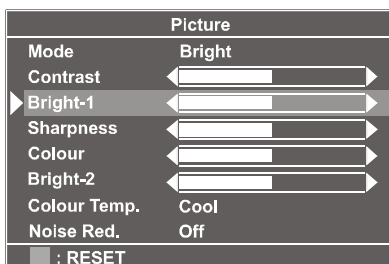 Picture
Mode Bright
Contrast
Bright-1
Sharpness
Colour
Bright-2
Colour Temp. Cool
Noise Red. Off
: RESET